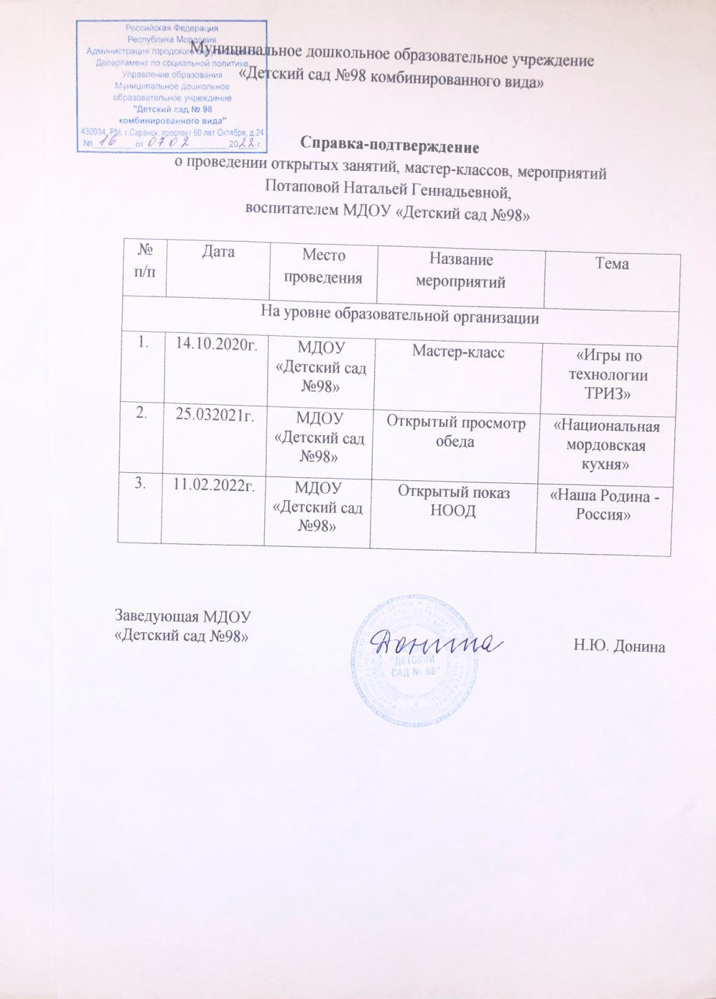 Российская Федерация
Республика Мордовия
Администрация городского округа Саранск
Департамент по социальной политике
Управление образования
Муниципальное дошкольное
образовательное учреждение
"Детский сад № 98
комбинированного вида"
430034, РМ, г.Саранск, проспект 60 лет Октября, д.24
№ 16 от 07 02 2022 г.
Муниципальное дошкольное образовательное учреждение
«Детский сад №98 комбинированного вида»
Справка-подтверждение
о проведении открытых занятий, мастер-классов, мероприятий
Потаповой Натальей Геннадьевной,
воспитателем МДОУ «Детский сад №98»
№ п/п Дата Место проведения Название мероприятий Тема
На уровне образовательной организации
1. 14.10.2020г. МДОУ «Детский сад №98» Мастер-класс «Игры по технологии ТРИЗ»
2. 25.032021г. МДОУ «Детский сад №98» Открытый просмотр обеда «Национальная мордовская кухня»
3. 11.02.2022г. МДОУ «Детский сад №98» Открытый показ НООД «Наша Родина - Россия»
Заведующая МДОУ
«Детский сад №98»
Донина
"ДЕТСКИЙ
САД № 98"
Н.Ю. Донина